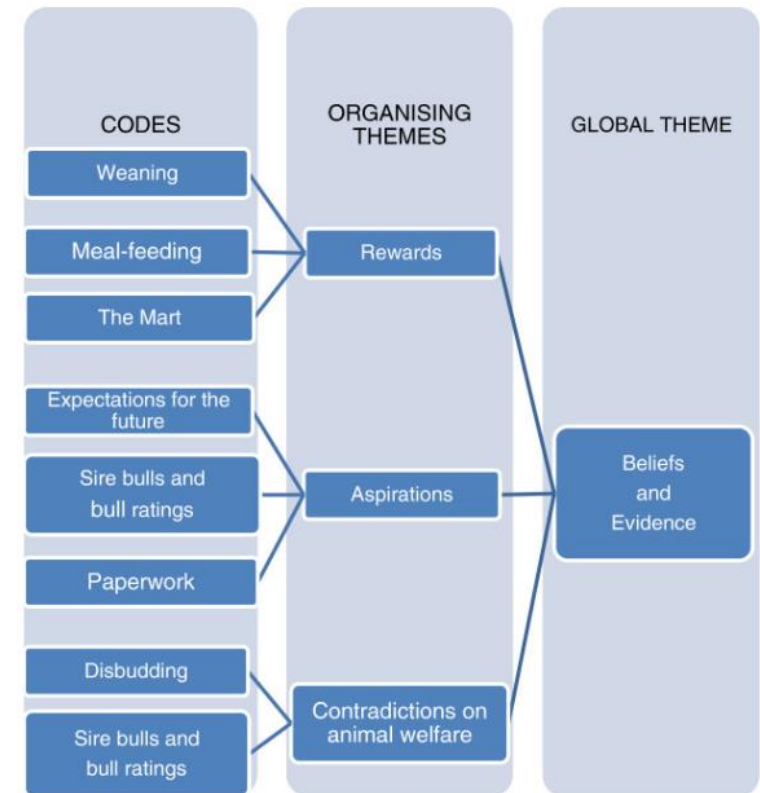 CODES
Weaning
Meal-feeding
The Mart
Expectations for the
future
Sire bulls and
bull ratings
Paperwork
Disbudding
Sire bulls and
bull ratings
ORGANISING
THEMES
Rewards
Aspirations
Contradictions on
animal welfare
GLOBAL THEME
Beliefs
and
Evidence